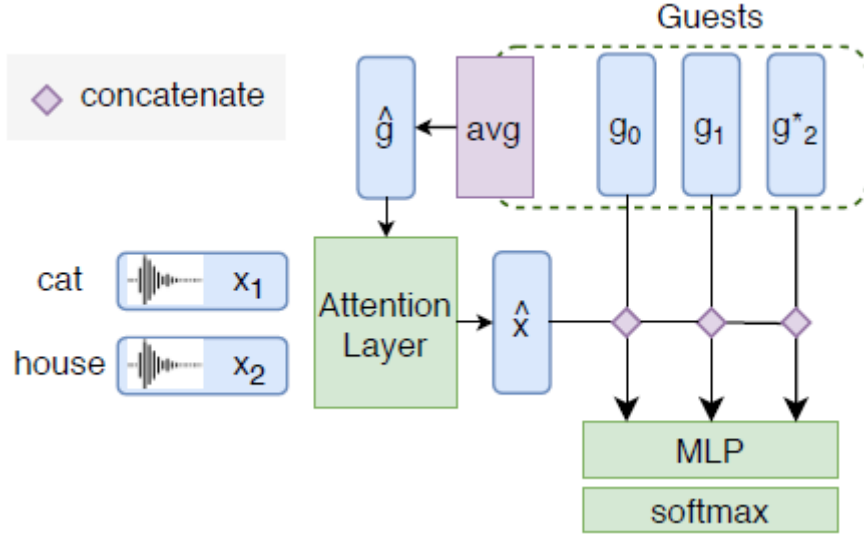 Guests
concatenate
ĝ
avg
g₀
g₁
g*₂
cat
x₁
Attention
Layer
x̂
house
x₂
MLP
softmax